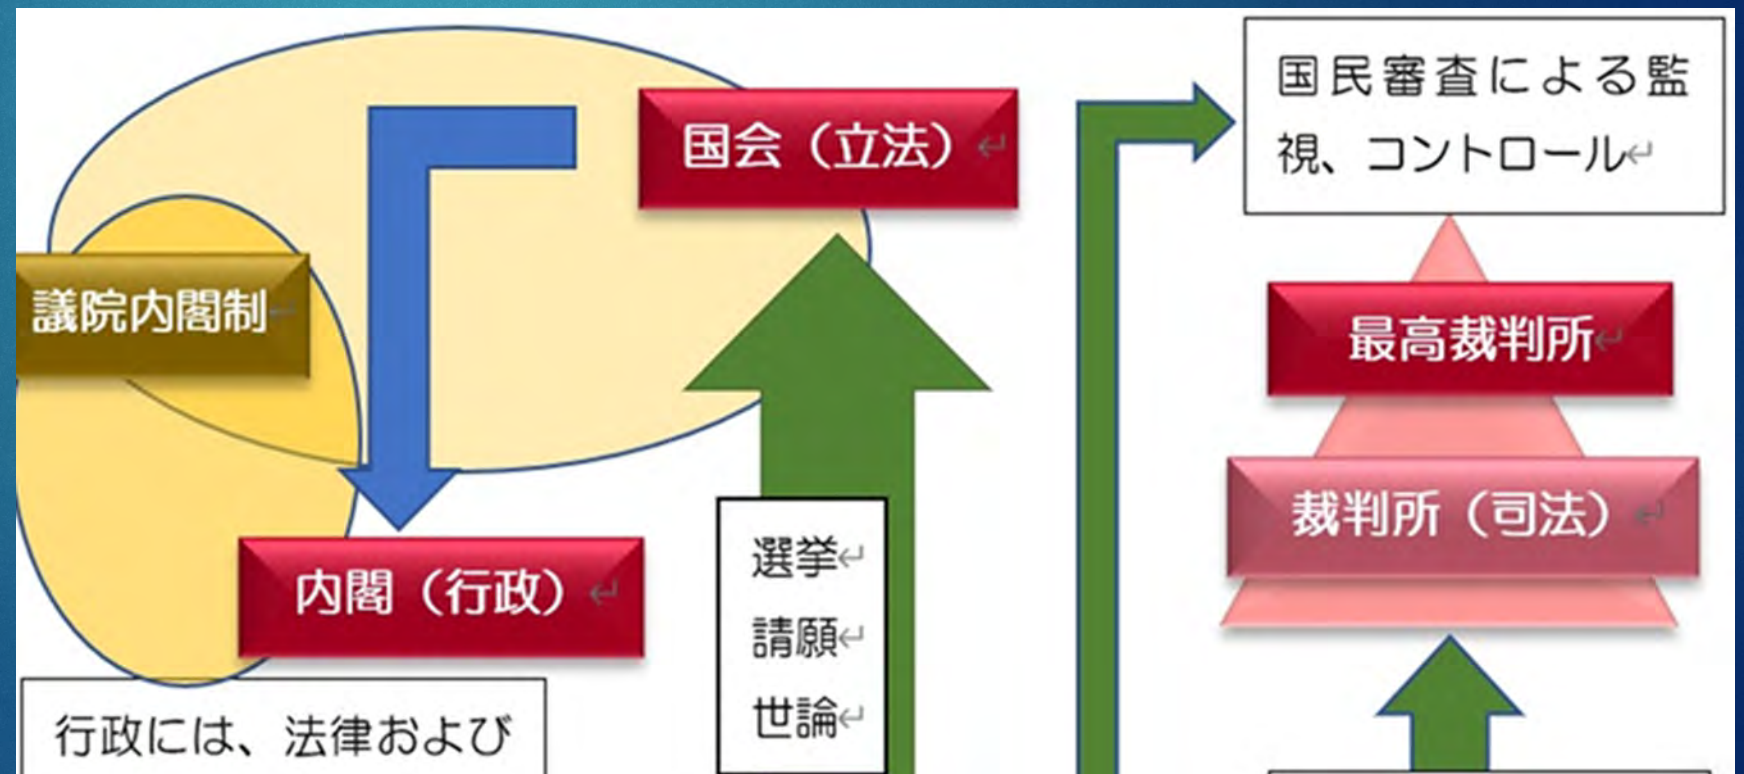 国会（立法）
国民審査による監
視、コントロール
議院内閣制
最高裁判所
裁判所（司法）
内閣（行政）
選挙
請願
世論
行政には、法律および